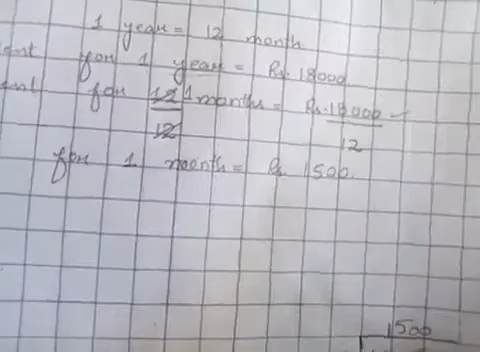 1 year = 12 month
for 1 year = Rs. 18000
for 12 1 months = Rs. 18000
12 12
for 1 month = Rs. 1500.
1500